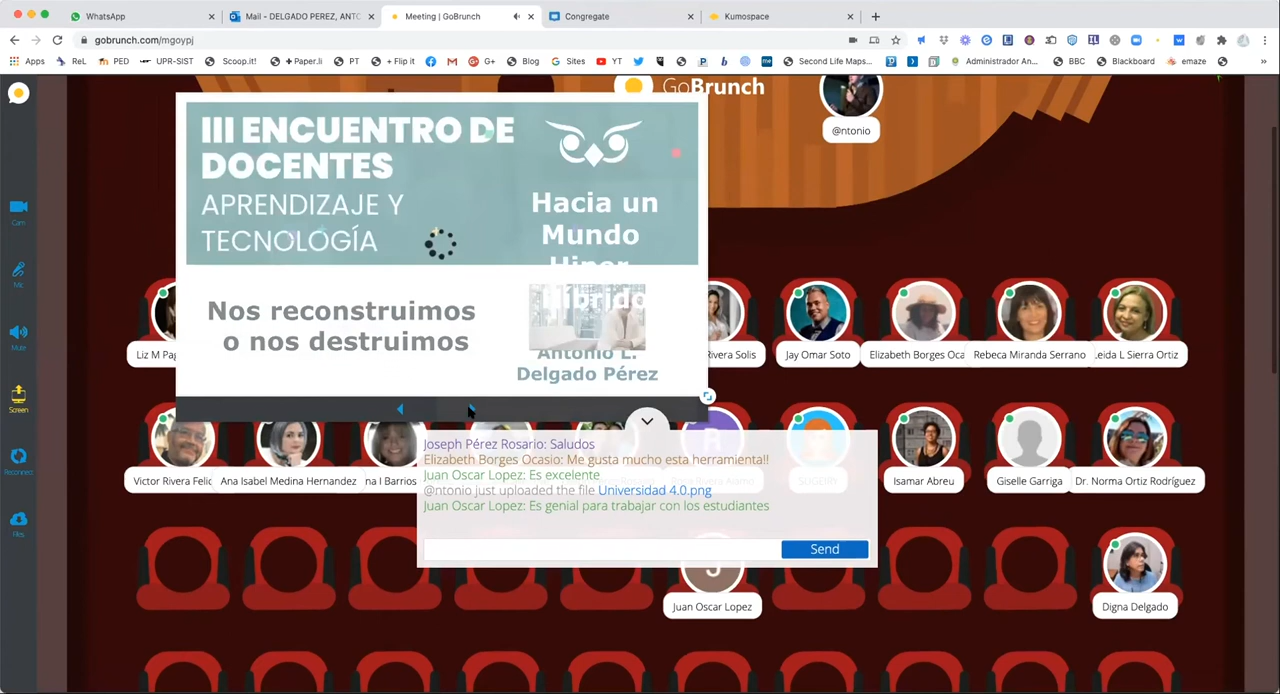 WhatsApp
Mail - DELGADO PEREZ, ANTO
Meeting | GoBrunch
Congregate
Kumospace
gobrunch.com/mgoypj
Apps
ReL
PED
UPR-SIST
Scoop.it!
+Paper.li
PT
+ Flip it
G+
Blog
Sites
YT
Second Life Maps...
Administrador An...
BBC
Blackboard
emaze
»
GoBrunch
@ntonio
III ENCUENTRO DE
DOCENTES
APRENDIZAJE Y
TECNOLOGÍA
Hacia un
Mundo
Hiper
Híbrido
Nos reconstruimos
o nos destruimos
Antonio L.
Delgado Pérez
Cam
Mic
Mute
Screen
Reconnect
Files
Liz M Pag
Rivera Solis
Jay Omar Soto
Elizabeth Borges Oca
Rebeca Miranda Serrano
Leida L Sierra Ortiz
Victor Rivera Felic
Ana Isabel Medina Hernandez
na I Barrios
Isamar Abreu
Giselle Garriga
Dr. Norma Ortiz Rodríguez
Joseph Pérez Rosario: Saludos
Elizabeth Borges Ocasio: Me gusta mucho esta herramienta!!
Juan Oscar Lopez: Es excelente
@ntonio just uploaded the file Universidad 4.0.png
Juan Oscar Lopez: Es genial para trabajar con los estudiantes
Send
Juan Oscar Lopez
Digna Delgado